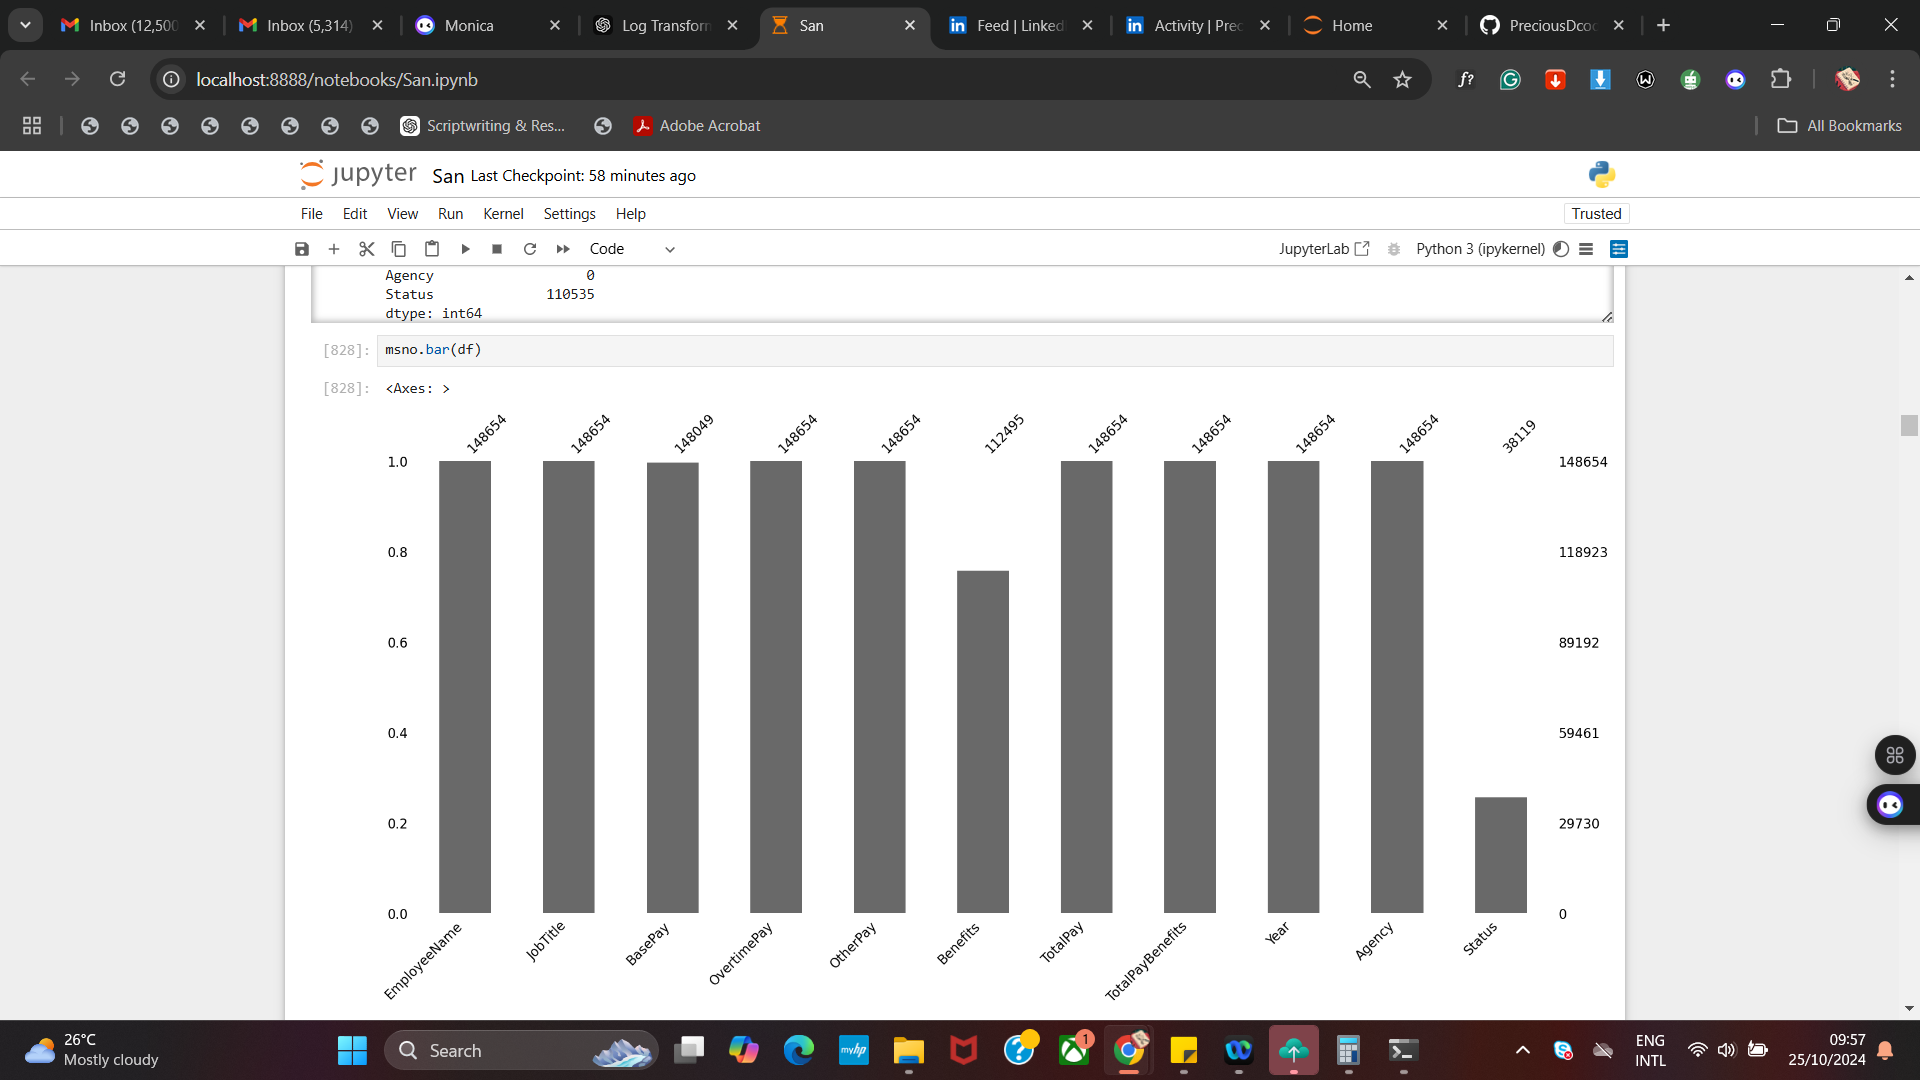 Inbox (12,500
Inbox (5,314)
Monica
Log Transforn
San
Feed | Linked
Activity | Prec
Home
PreciousDcod
localhost:8888/notebooks/San.ipynb
Scriptwriting & Res...
Adobe Acrobat
All Bookmarks
jupyter San Last Checkpoint: 58 minutes ago
File Edit View Run Kernel Settings Help
Trusted
Code
JupyterLab
Python 3 (ipykernel)
Agency 0
Status 110535
dtype: int64
[828]: msno.bar(df)
[828]: <Axes: >
148654 148654 148049 148654 148654 112495 148654 148654 148654 148654 38119
1.0 148654
0.8 118923
0.6 89192
0.4 59461
0.2 29730
0.0 0
EmployeeName JobTitle BasePay OvertimePay OtherPay Benefits TotalPay TotalPayBenefits Year Agency Status
26°C
Mostly cloudy
Search
myhp
1
ENG
INTL
09:57
25/10/2024